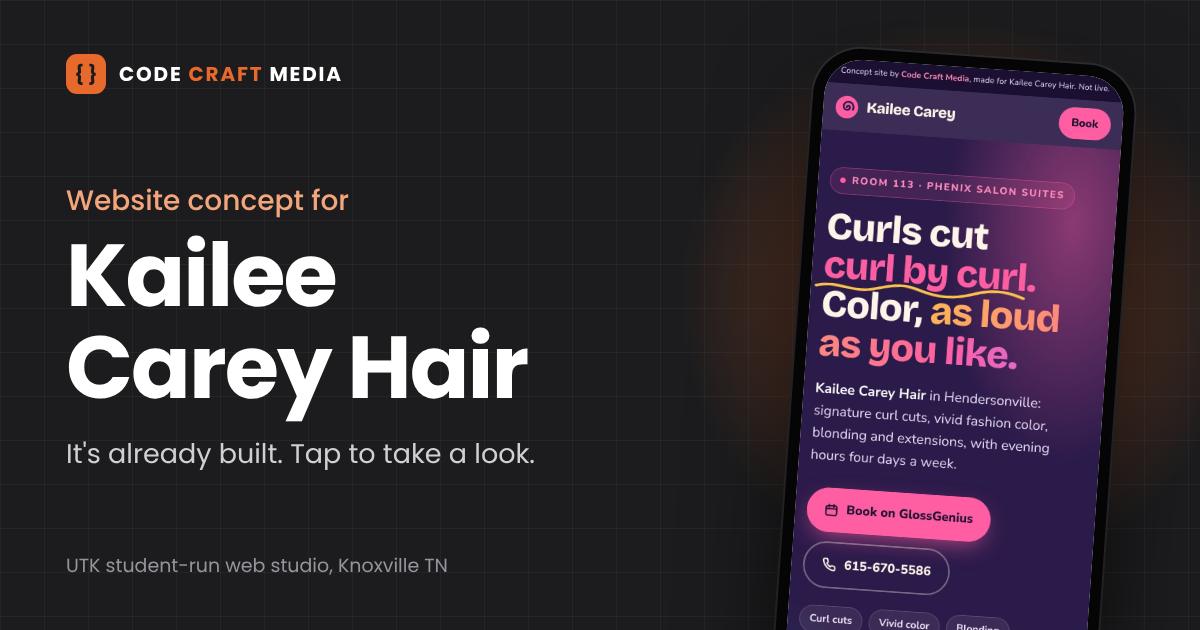 { } CODE CRAFT MEDIA
Website concept for
Kailee
Carey Hair
It's already built. Tap to take a look.
UTK student-run web studio, Knoxville TN
Concept site by Code Craft Media, made for Kailee Carey Hair. Not live.
Kailee Carey
Book
ROOM 113 · PHENIX SALON SUITES
Curls cut
curl by curl.
Color, as loud
as you like.
Kailee Carey Hair in Hendersonville:
signature curl cuts, vivid fashion color,
blonding and extensions, with evening
hours four days a week.
Book on GlossGenius
615-670-5586
Curl cuts
Vivid color
Blonding